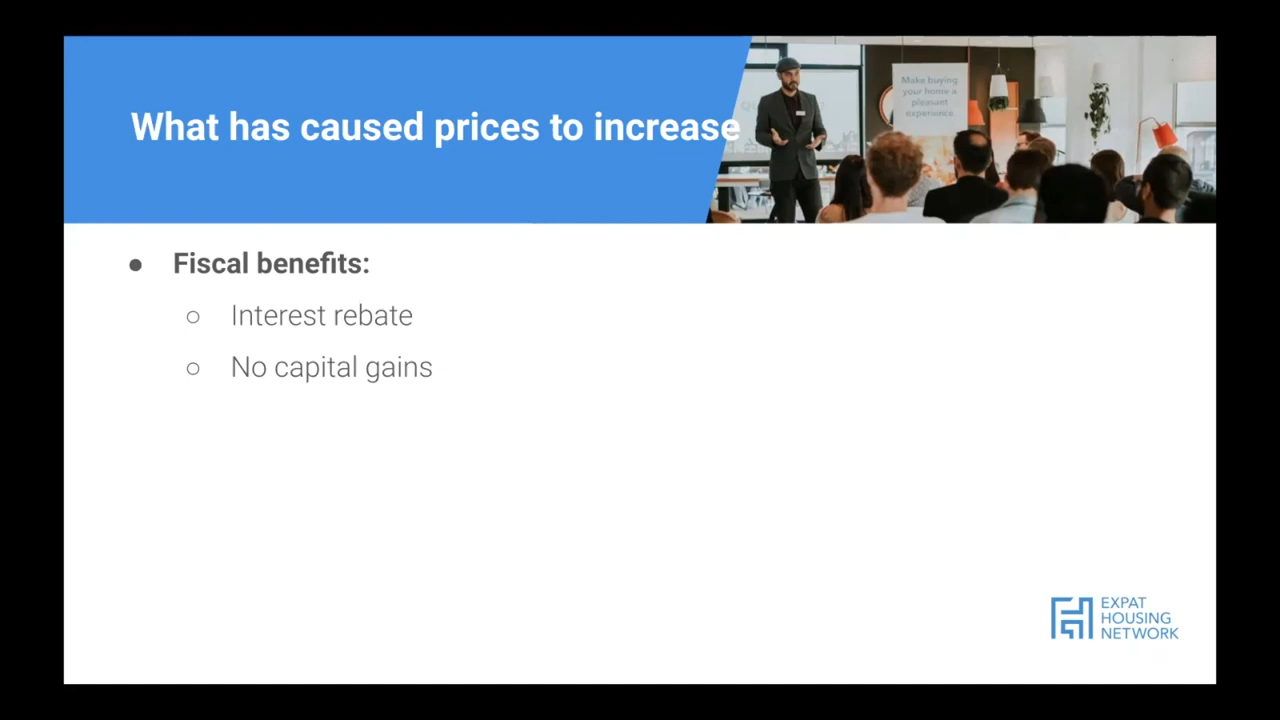 What has caused prices to increase
Make buying
your home a
pleasant
experience.
● Fiscal benefits:
○ Interest rebate
○ No capital gains
EXPAT
HOUSING
NETWORK